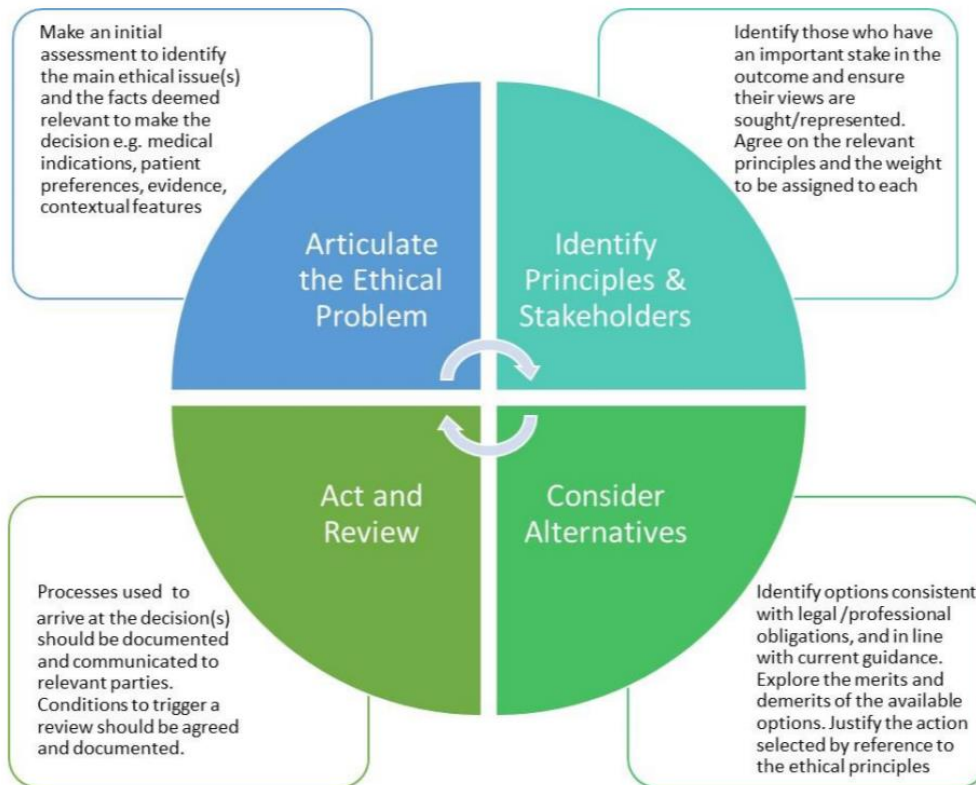 Make an initial
assessment to identify
the main ethical issue(s)
and the facts deemed
relevant to make the
decision e.g. medical
indications, patient
preferences, evidence,
contextual features
Identify those who have
an important stake in the
outcome and ensure
their views are
sought/represented.
Agree on the relevant
principles and the weight
to be assigned to each
Articulate
the Ethical
Problem
Identify
Principles &
Stakeholders
Act and
Review
Consider
Alternatives
Processes used to
arrive at the decision(s)
should be documented
and communicated to
relevant parties.
Conditions to trigger a
review should be agreed
and documented.
Identify options consistent
with legal /professional
obligations, and in line
with current guidance.
Explore the merits and
demerits of the available
options. Justify the action
selected by reference to
the ethical principles